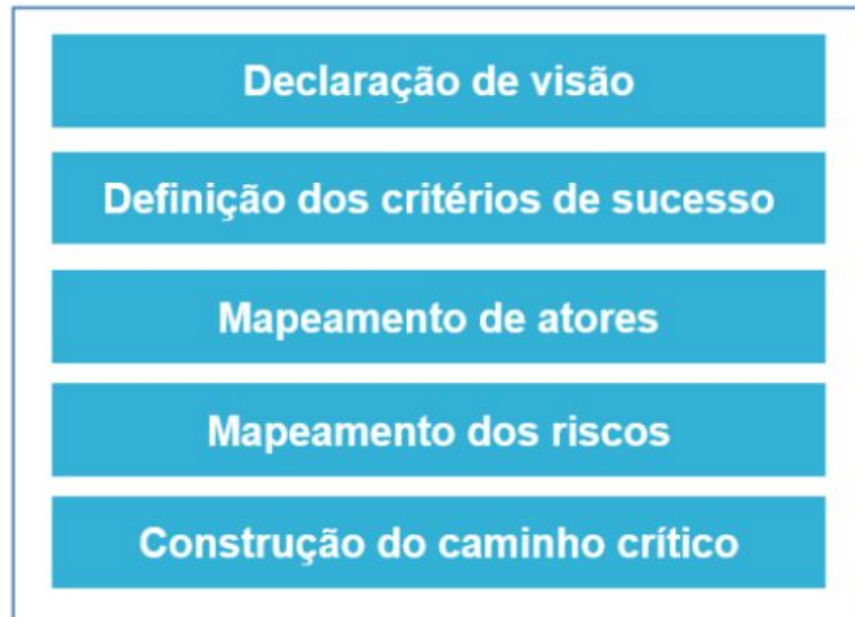 Declaração de visão
Definição dos critérios de sucesso
Mapeamento de atores
Mapeamento dos riscos
Construção do caminho crítico